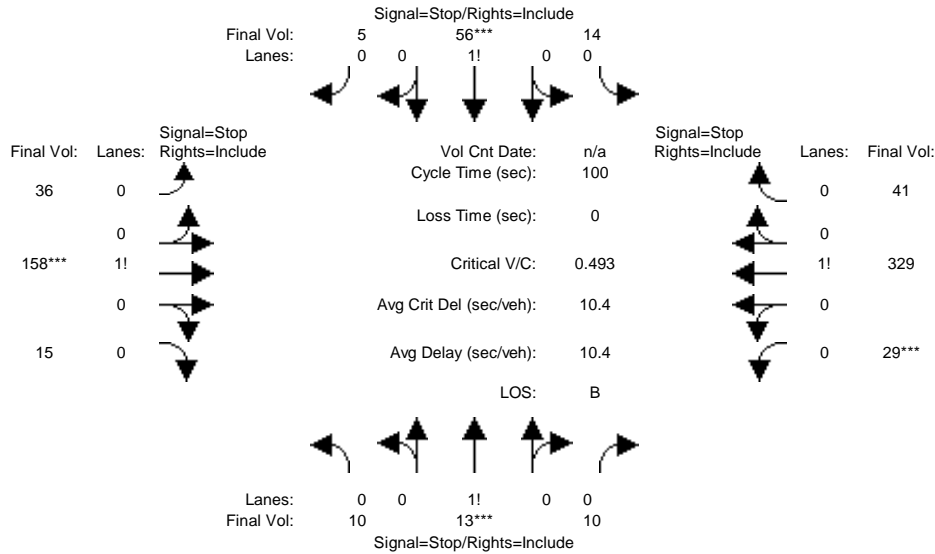 Signal=Stop/Rights=Include
Final Vol: 5 56*** 14
Lanes: 0 0 1! 0 0
Signal=Stop Signal=Stop
Final Vol: Lanes: Rights=Include Vol Cnt Date: n/a Rights=Include Lanes: Final Vol:
Cycle Time (sec): 100
36 0 0 41
Loss Time (sec): 0
0 0
158*** 1! Critical V/C: 0.493 1! 329
0 Avg Crit Del (sec/veh): 10.4 0
15 0 Avg Delay (sec/veh): 10.4 0 29***
LOS: B
Lanes: 0 0 1! 0 0
Final Vol: 10 13*** 10
Signal=Stop/Rights=Include